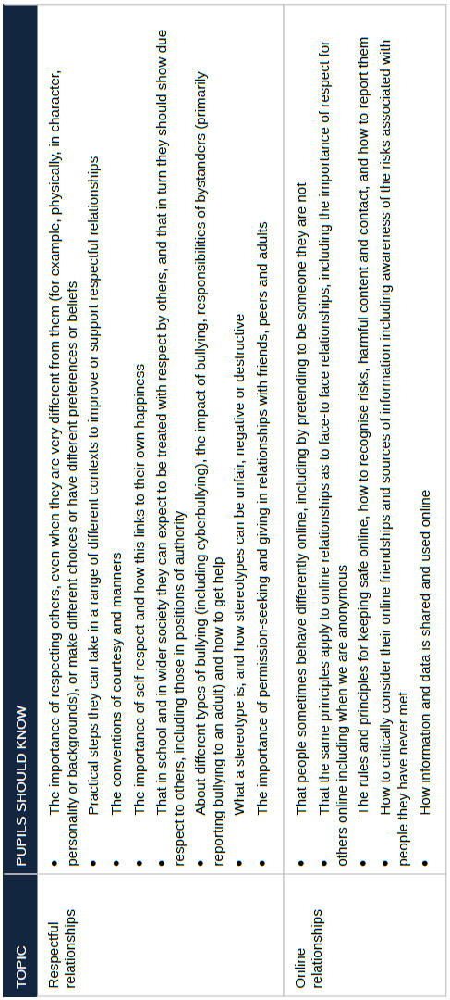 TOPIC
PUPILS SHOULD KNOW
Respectful
relationships
• The importance of respecting others, even when they are very different from them (for example, physically, in character,
personality or backgrounds), or make different choices or have different preferences or beliefs
• Practical steps they can take in a range of different contexts to improve or support respectful relationships
• The conventions of courtesy and manners
• The importance of self-respect and how this links to their own happiness
• That in school and in wider society they can expect to be treated with respect by others, and that in turn they should show due
respect to others, including those in positions of authority
• About different types of bullying (including cyberbullying), the impact of bullying, responsibilities of bystanders (primarily
reporting bullying to an adult) and how to get help
• What a stereotype is, and how stereotypes can be unfair, negative or destructive
• The importance of permission-seeking and giving in relationships with friends, peers and adults
Online
relationships
• That people sometimes behave differently online, including by pretending to be someone they are not
• That the same principles apply to online relationships as to face-to face relationships, including the importance of respect for
others online including when we are anonymous
• The rules and principles for keeping safe online, how to recognise risks, harmful content and contact, and how to report them
• How to critically consider their online friendships and sources of information including awareness of the risks associated with
people they have never met
• How information and data is shared and used online